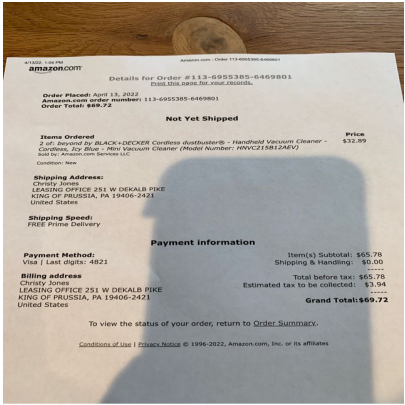 4/13/22, 1:56 PM
Amazon.com - Order 113-6955385-6469801
amazon.com
Details for Order #113-6955385-6469801
Print this page for your records.
Order Placed: April 13, 2022
Amazon.com order number: 113-6955385-6469801
Order Total: $69.72
Not Yet Shipped
Items Ordered Price
2 of: beyond by BLACK+DECKER Cordless dustbuster® - Handheld Vacuum Cleaner - $32.89
Cordless, Icy Blue - Mini Vacuum Cleaner (Model Number: HNVC215B12AEV)
Sold by: Amazon.com Services LLC
Condition: New
Shipping Address:
Christy Jones
LEASING OFFICE 251 W DEKALB PIKE
KING OF PRUSSIA, PA 19406-2421
United States
Shipping Speed:
FREE Prime Delivery
Payment information
Payment Method:
Visa | Last digits: 4821
Billing address
Christy Jones
LEASING OFFICE 251 W DEKALB PIKE
KING OF PRUSSIA, PA 19406-2421
United States
Item(s) Subtotal: $65.78
Shipping & Handling: $0.00
-----
Total before tax: $65.78
Estimated tax to be collected: $3.94
-----
Grand Total: $69.72
To view the status of your order, return to Order Summary.
Conditions of Use | Privacy Notice © 1996-2022, Amazon.com, Inc. or its affiliates